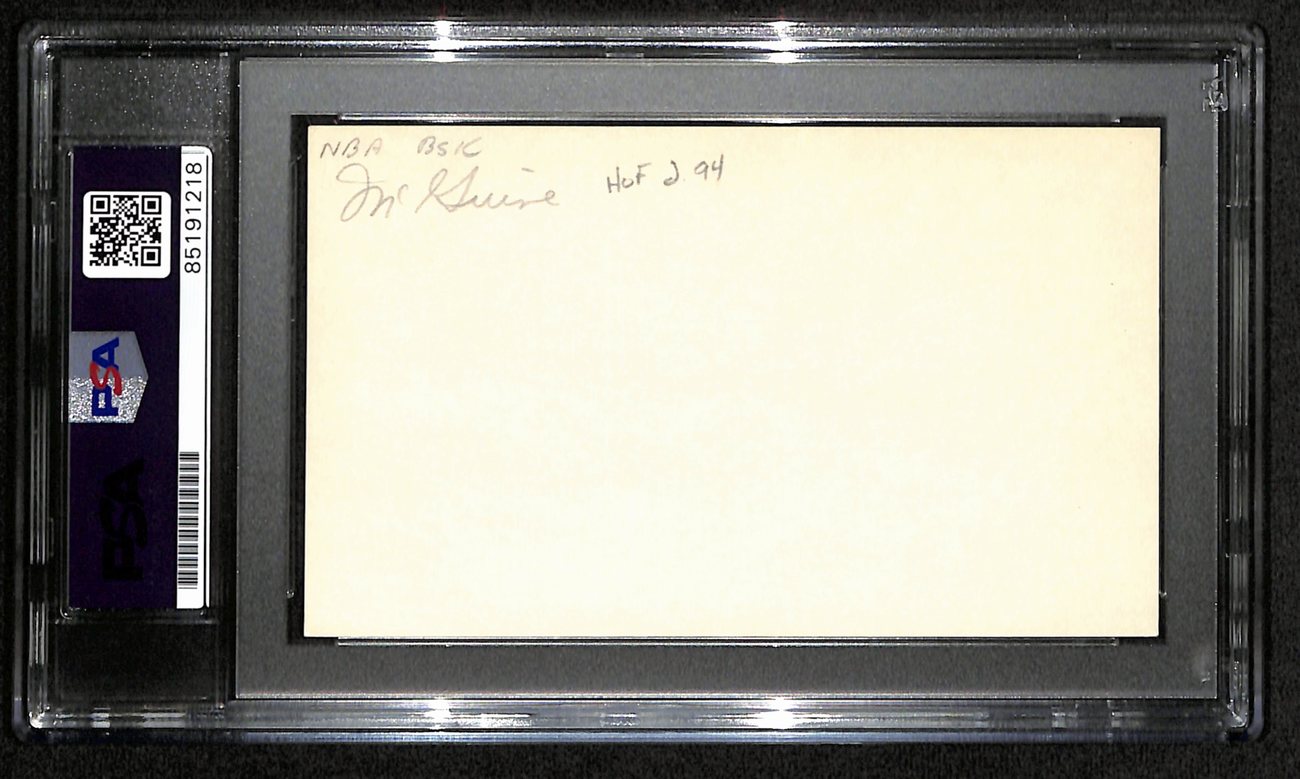 NBA BSK
McGuire HOF d 94
85191218
PSA
PSA